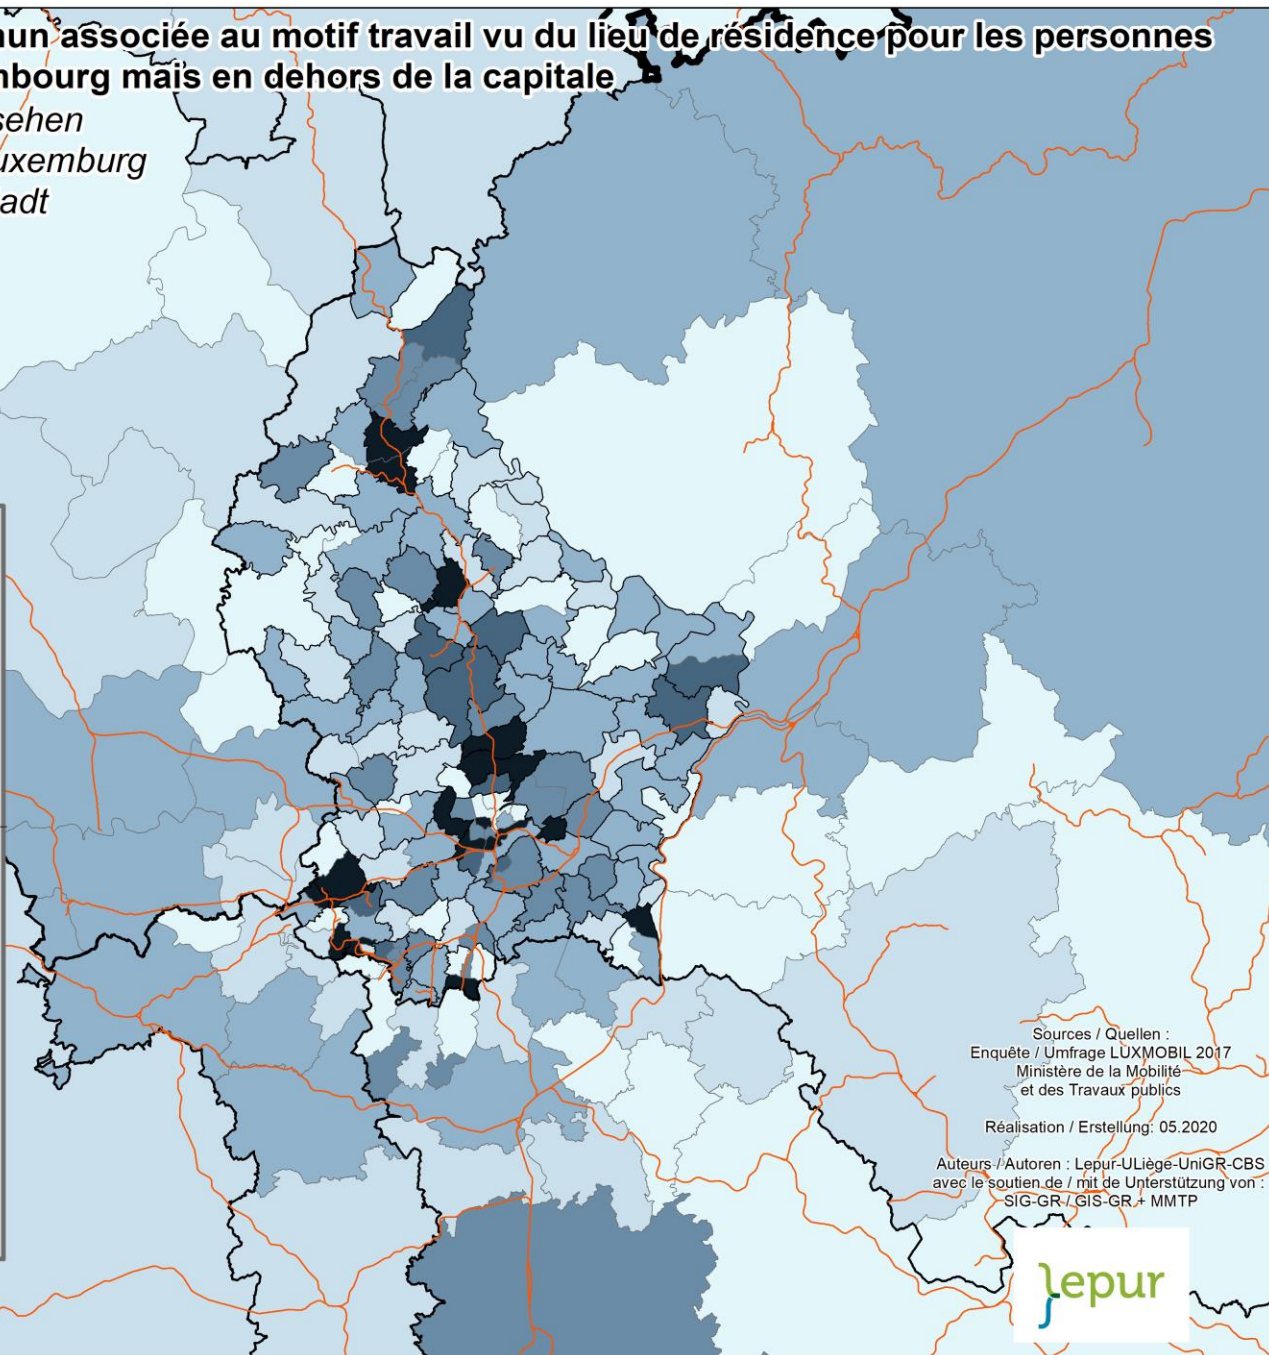 mun associée au motif travail vu du lieu de résidence pour les personnes
mbourg mais en dehors de la capitale
sehen
uxemburg
adt
Sources / Quellen :
Enquête / Umfrage LUXMOBIL 2017
Ministère de la Mobilité
et des Travaux publics
Réalisation / Erstellung: 05.2020
Auteurs / Autoren : Lepur-ULiège-UniGR-CBS
avec le soutien de / mit de Unterstützung von :
SIG-GR / GIS-GR + MMTP
lepur